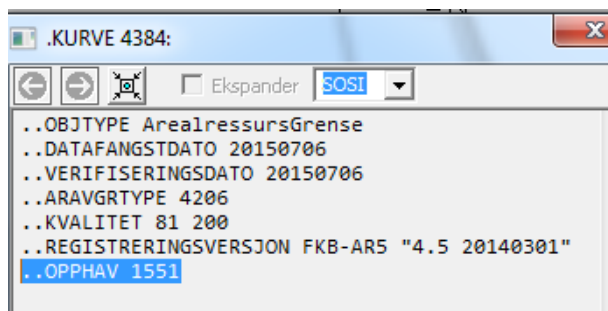 .KURVE 4384:
Ekspander SOSI
..OBJTYPE ArealressursGrense
..DATAFANGSTDATO 20150706
..VERIFISERINGSDATO 20150706
..ARAVGRTYPE 4206
..KVALITET 81 200
..REGISTRERINGSVERSJON FKB-AR5 "4.5 20140301"
..OPPHAV 1551